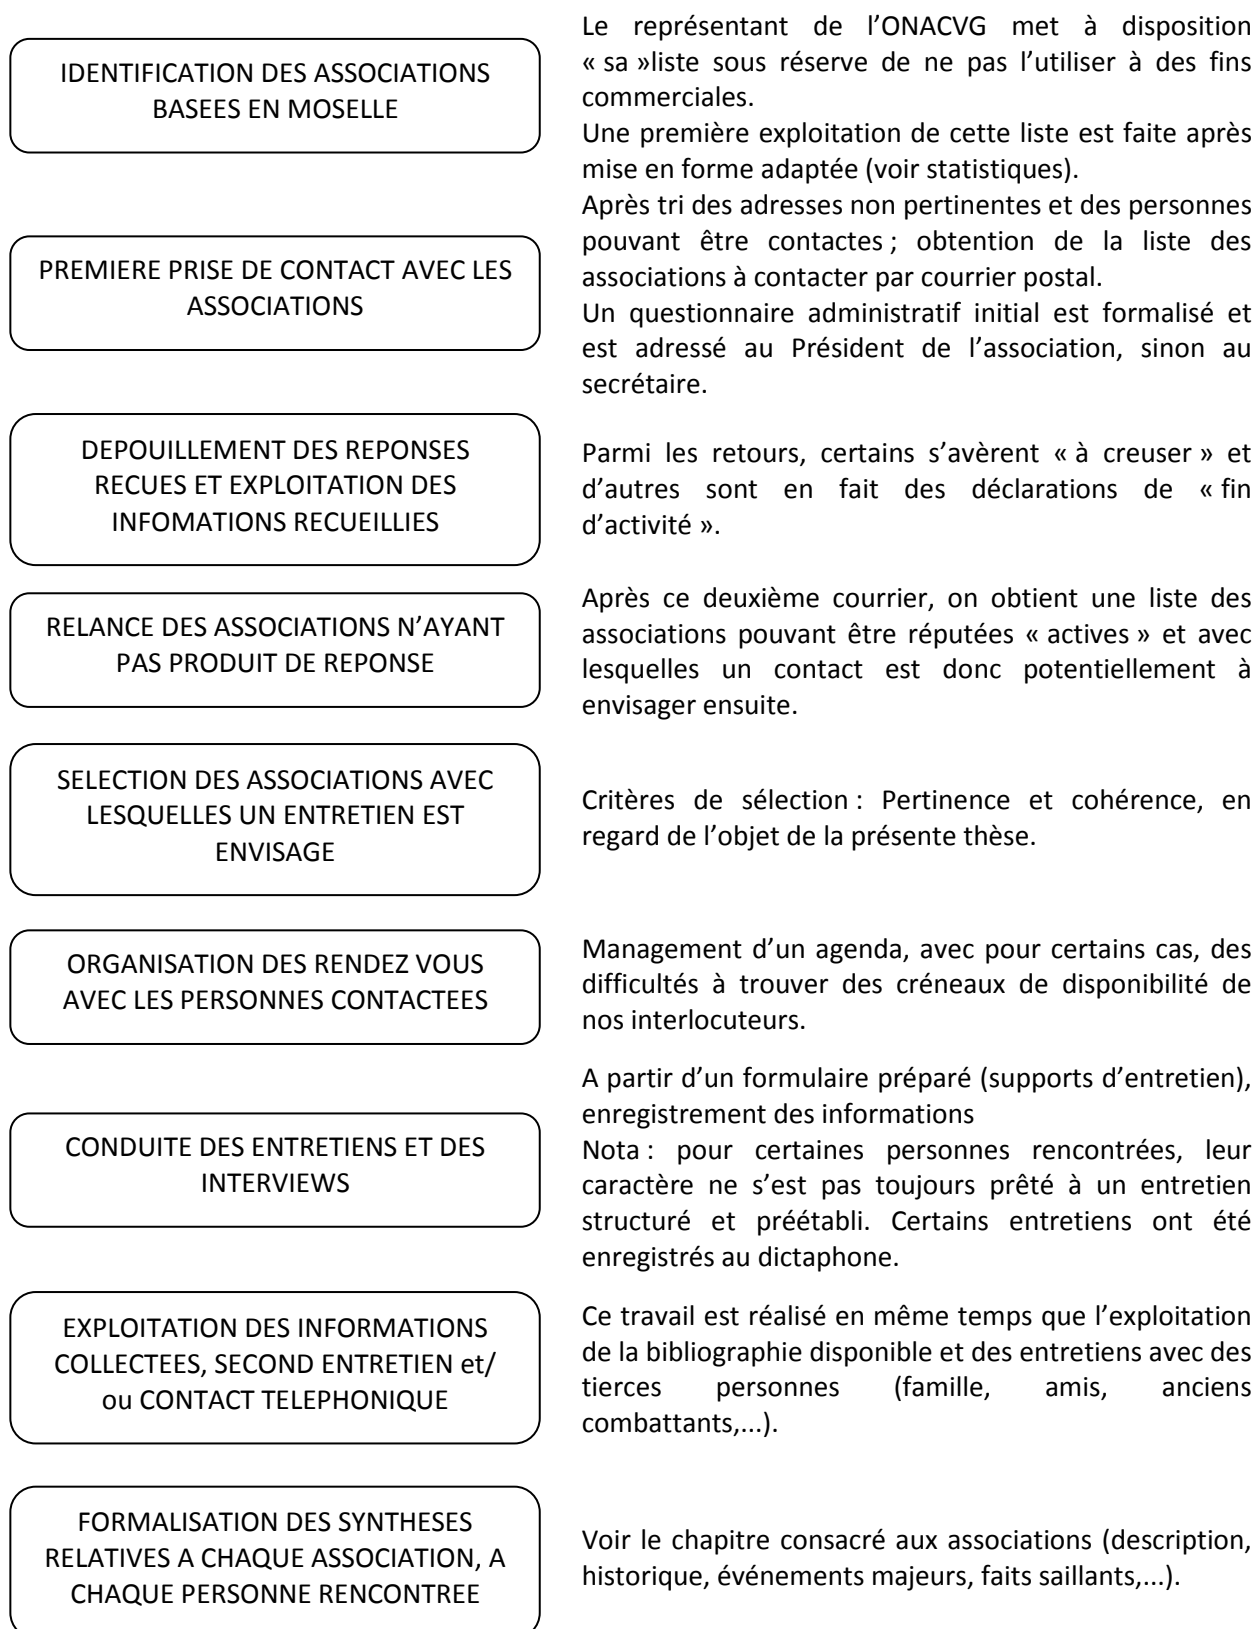 IDENTIFICATION DES ASSOCIATIONS
BASEES EN MOSELLE
Le représentant de l’ONACVG met à disposition
« sa »liste sous réserve de ne pas l’utiliser à des fins
commerciales.
Une première exploitation de cette liste est faite après
mise en forme adaptée (voir statistiques).
PREMIERE PRISE DE CONTACT AVEC LES
ASSOCIATIONS
Après tri des adresses non pertinentes et des personnes
pouvant être contactes ; obtention de la liste des
associations à contacter par courrier postal.
Un questionnaire administratif initial est formalisé et
est adressé au Président de l’association, sinon au
secrétaire.
DEPOUILLEMENT DES REPONSES
RECUES ET EXPLOITATION DES
INFOMATIONS RECUEILLIES
Parmi les retours, certains s’avèrent « à creuser » et
d’autres sont en fait des déclarations de « fin
d’activité ».
RELANCE DES ASSOCIATIONS N’AYANT
PAS PRODUIT DE REPONSE
Après ce deuxième courrier, on obtient une liste des
associations pouvant être réputées « actives » et avec
lesquelles un contact est donc potentiellement à
envisager ensuite.
SELECTION DES ASSOCIATIONS AVEC
LESQUELLES UN ENTRETIEN EST
ENVISAGE
Critères de sélection : Pertinence et cohérence, en
regard de l’objet de la présente thèse.
ORGANISATION DES RENDEZ VOUS
AVEC LES PERSONNES CONTACTEES
Management d’un agenda, avec pour certains cas, des
difficultés à trouver des créneaux de disponibilité de
nos interlocuteurs.
CONDUITE DES ENTRETIENS ET DES
INTERVIEWS
A partir d’un formulaire préparé (supports d’entretien),
enregistrement des informations
Nota : pour certaines personnes rencontrées, leur
caractère ne s’est pas toujours prêté à un entretien
structuré et préétabli. Certains entretiens ont été
enregistrés au dictaphone.
EXPLOITATION DES INFORMATIONS
COLLECTEES, SECOND ENTRETIEN et/
ou CONTACT TELEPHONIQUE
Ce travail est réalisé en même temps que l’exploitation
de la bibliographie disponible et des entretiens avec des
tierces personnes (famille, amis, anciens
combattants,...).
FORMALISATION DES SYNTHESES
RELATIVES A CHAQUE ASSOCIATION, A
CHAQUE PERSONNE RENCONTREE
Voir le chapitre consacré aux associations (description,
historique, événements majeurs, faits saillants,...).